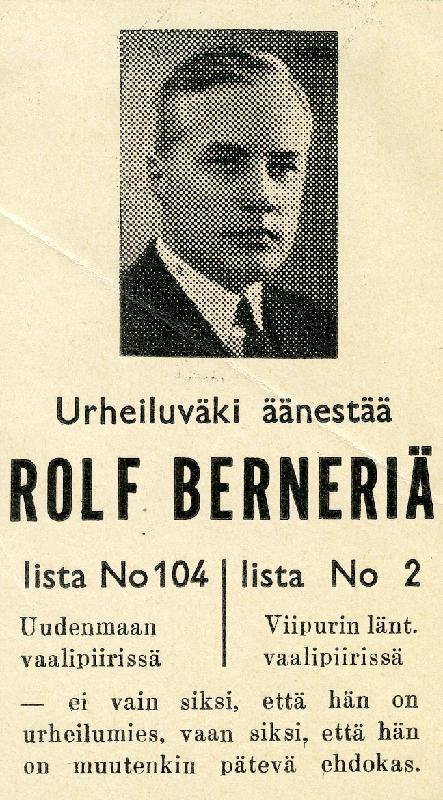 Urheiluväki äänestää
ROLF BERNERIÄ
lista No 104
Uudenmaan
vaalipiirissä
lista No 2
Viipurin länt.
vaalipiirissä
— ei vain siksi, että hän on
urheilumies, vaan siksi, että hän
on muutenkin pätevä ehdokas.